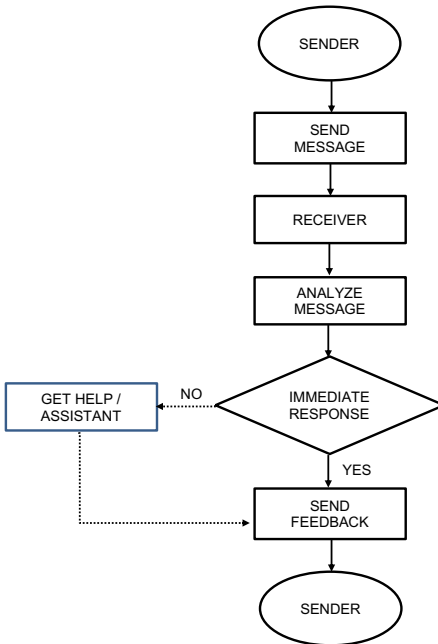 SENDER
SEND
MESSAGE
RECEIVER
ANALYZE
MESSAGE
IMMEDIATE
RESPONSE
NO
GET HELP /
ASSISTANT
YES
SEND
FEEDBACK
SENDER